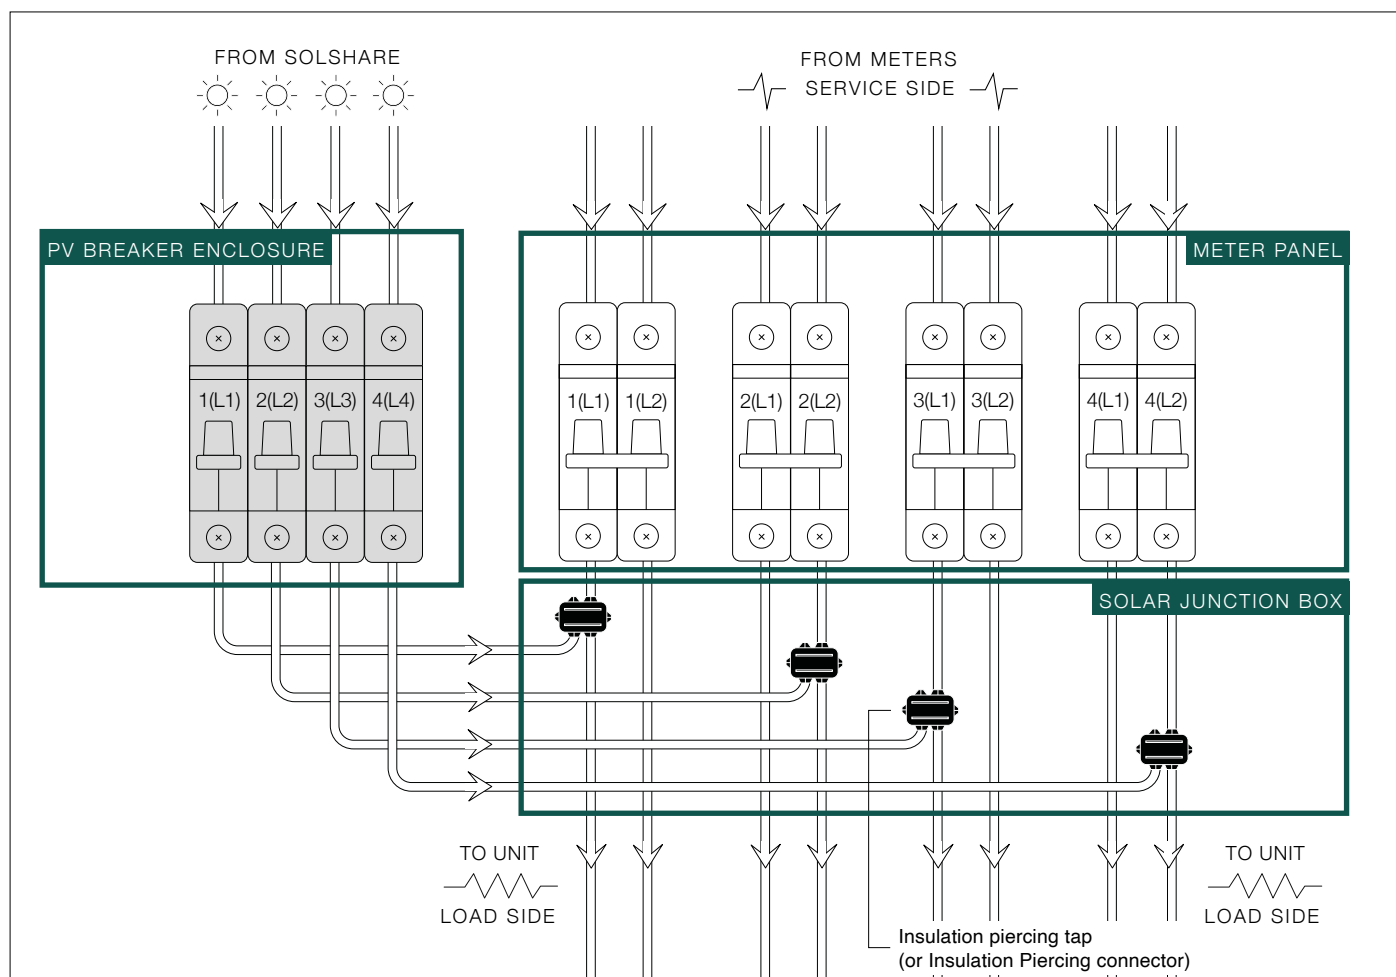 FROM SOLSHARE
FROM METERS
SERVICE SIDE
PV BREAKER ENCLOSURE
METER PANEL
1(L1) 2(L2) 3(L3) 4(L4)
1(L1) 1(L2) 2(L1) 2(L2) 3(L1) 3(L2) 4(L1) 4(L2)
SOLAR JUNCTION BOX
TO UNIT
LOAD SIDE
TO UNIT
LOAD SIDE
Insulation piercing tap
(or Insulation Piercing connector)